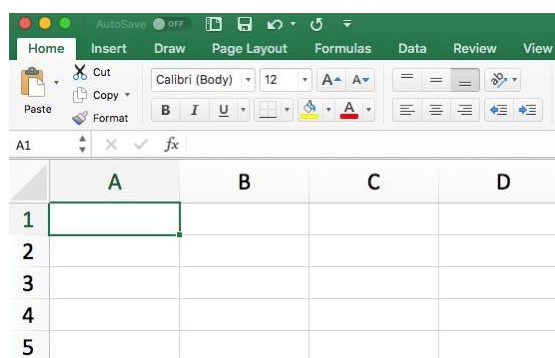 AutoSave OFF
Home Insert Draw Page Layout Formulas Data Review View
Cut
Calibri (Body) 12 A A
Copy
Paste
Format
B I U A
A1 fx
A B C D
1
2
3
4
5